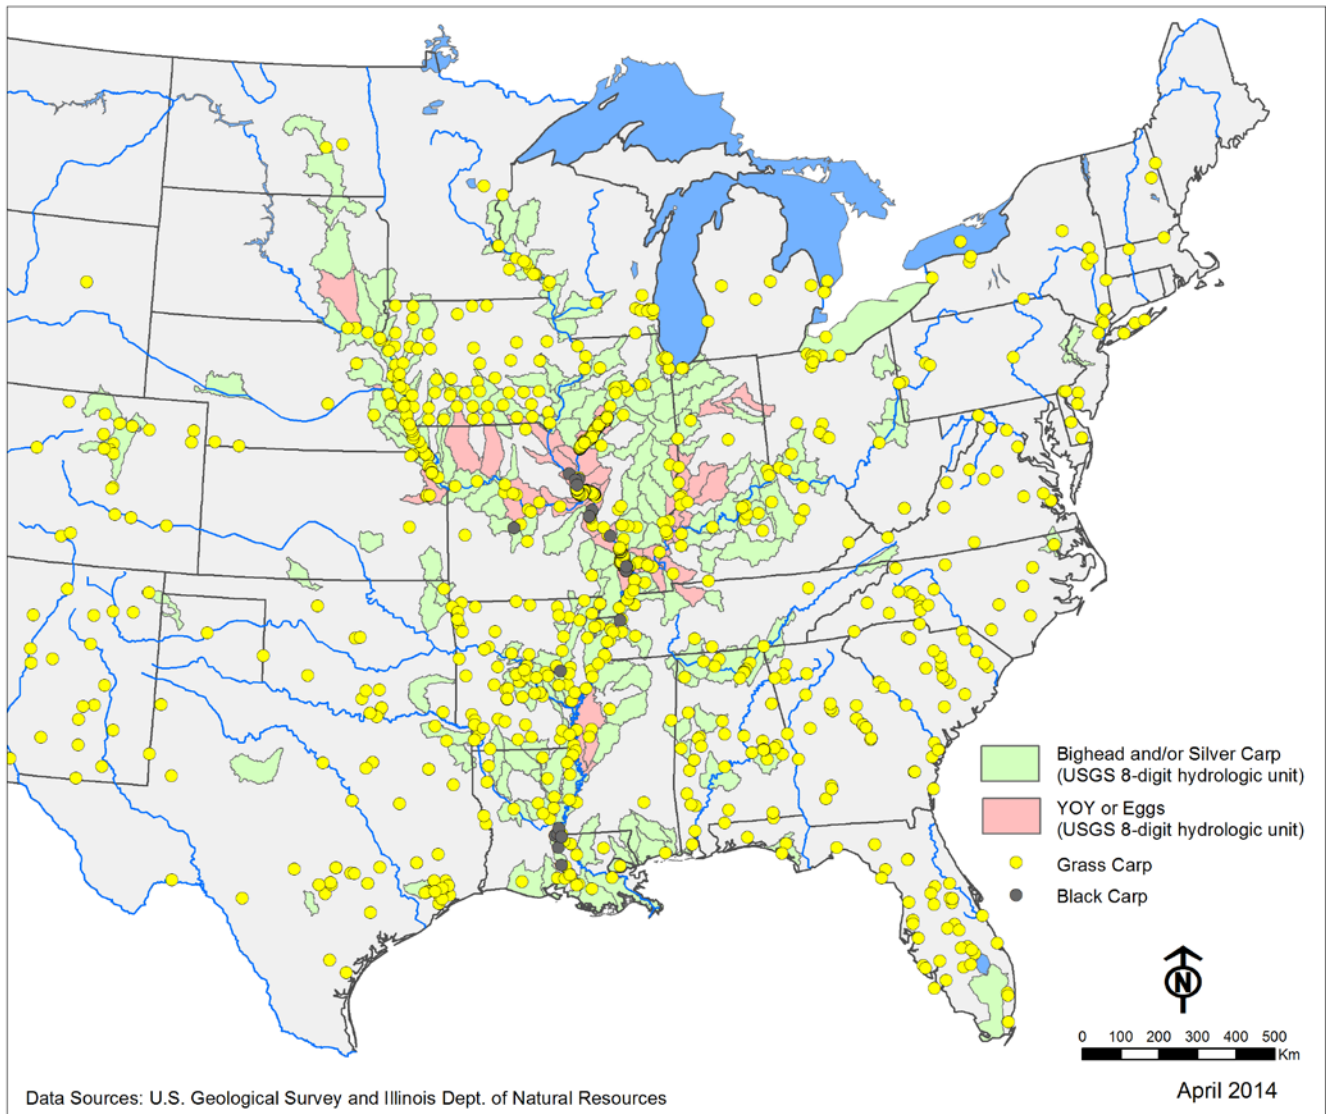 Bighead and/or Silver Carp
(USGS 8-digit hydrologic unit)
YOY or Eggs
(USGS 8-digit hydrologic unit)
Grass Carp
Black Carp
N
0 100 200 300 400 500
Km
April 2014
Data Sources: U.S. Geological Survey and Illinois Dept. of Natural Resources